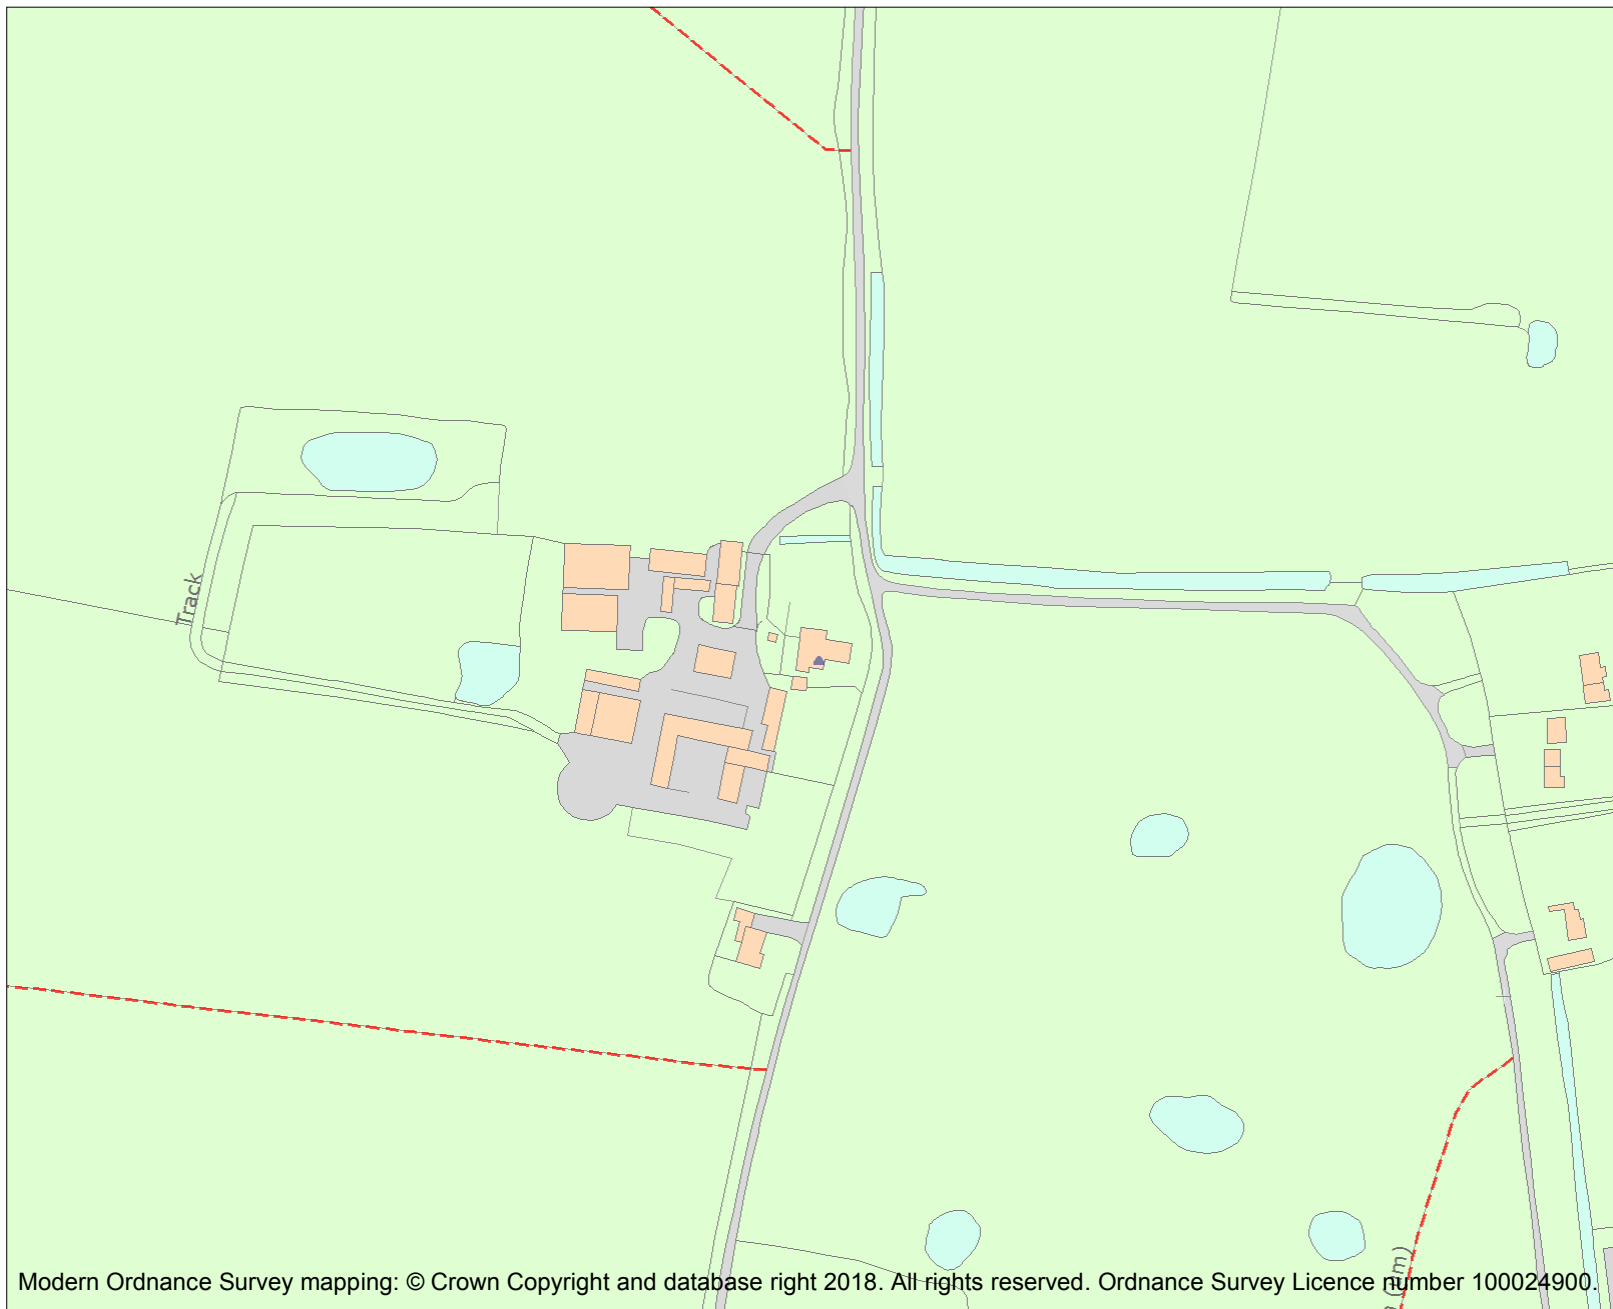 Track
um)
Modern Ordnance Survey mapping: © Crown Copyright and database right 2018. All rights reserved. Ordnance Survey Licence number 100024900.